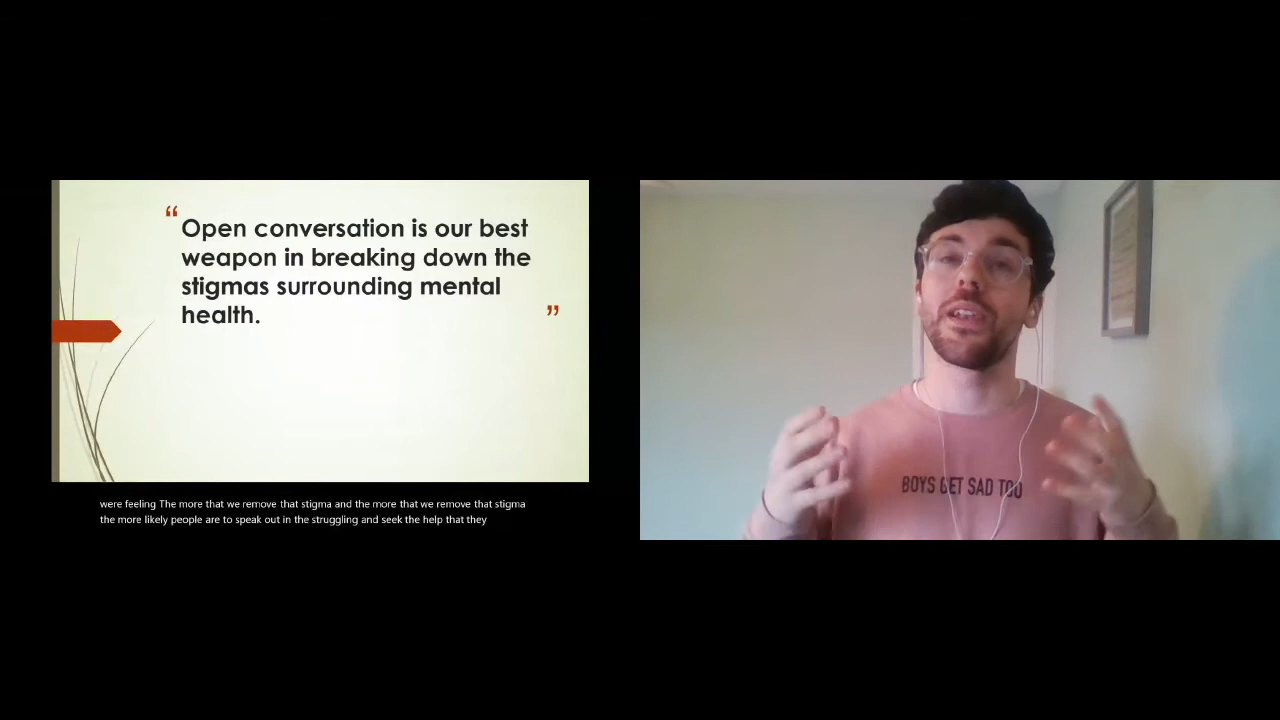 “
Open conversation is our best
weapon in breaking down the
stigmas surrounding mental
health.
”
were feeling The more that we remove that stigma and the more that we remove that stigma
the more likely people are to speak out in the struggling and seek the help that they
BOYS GET SAD TOO